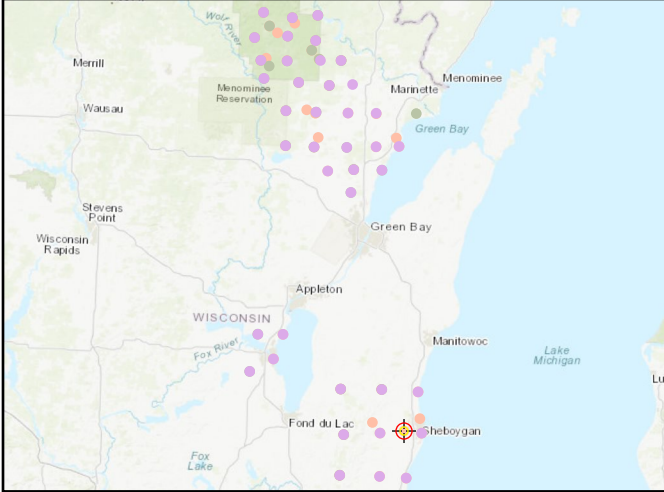 Wolf
River
Merrill
Menominee
Menominee
Reservation
Marinette
Wausau
Green Bay
Stevens
Point
Green Bay
Wisconsin
Rapids
Appleton
WISCONSIN
Manitowoc
Fox River
Lake
Michigan
Lu
Fond du Lac
Sheboygan
Fox
Lake